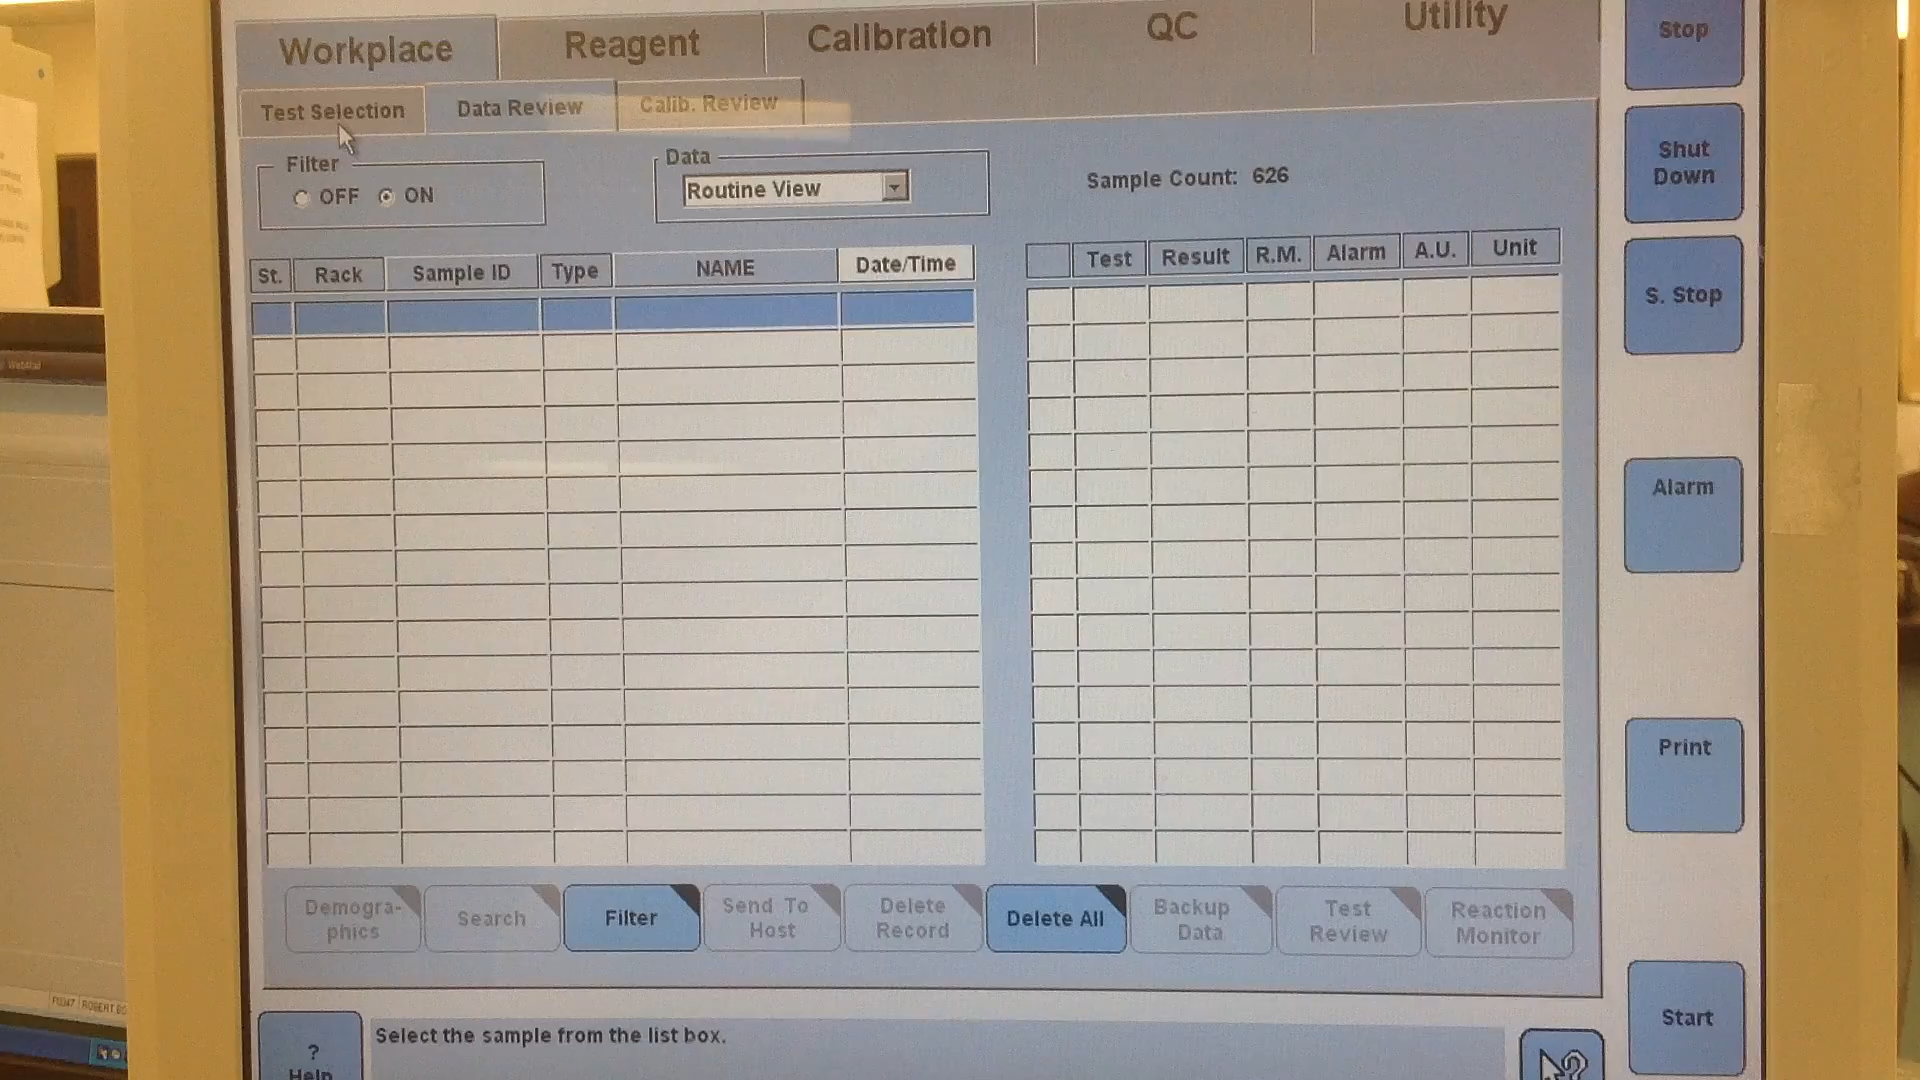 Workplace Reagent Calibration QC Utility
Stop
Test Selection Data Review Calib. Review
Shut
Down
Filter
OFF ON
Data
Routine View
Sample Count: 626
S. Stop
St. Rack Sample ID Type NAME Date/Time
Test Result R.M. Alarm A.U. Unit
Alarm
Print
Demogra-
phics
Search
Filter
Send To
Host
Delete
Record
Delete All
Backup
Data
Test
Review
Reaction
Monitor
Start
?
Help
Select the sample from the list box.